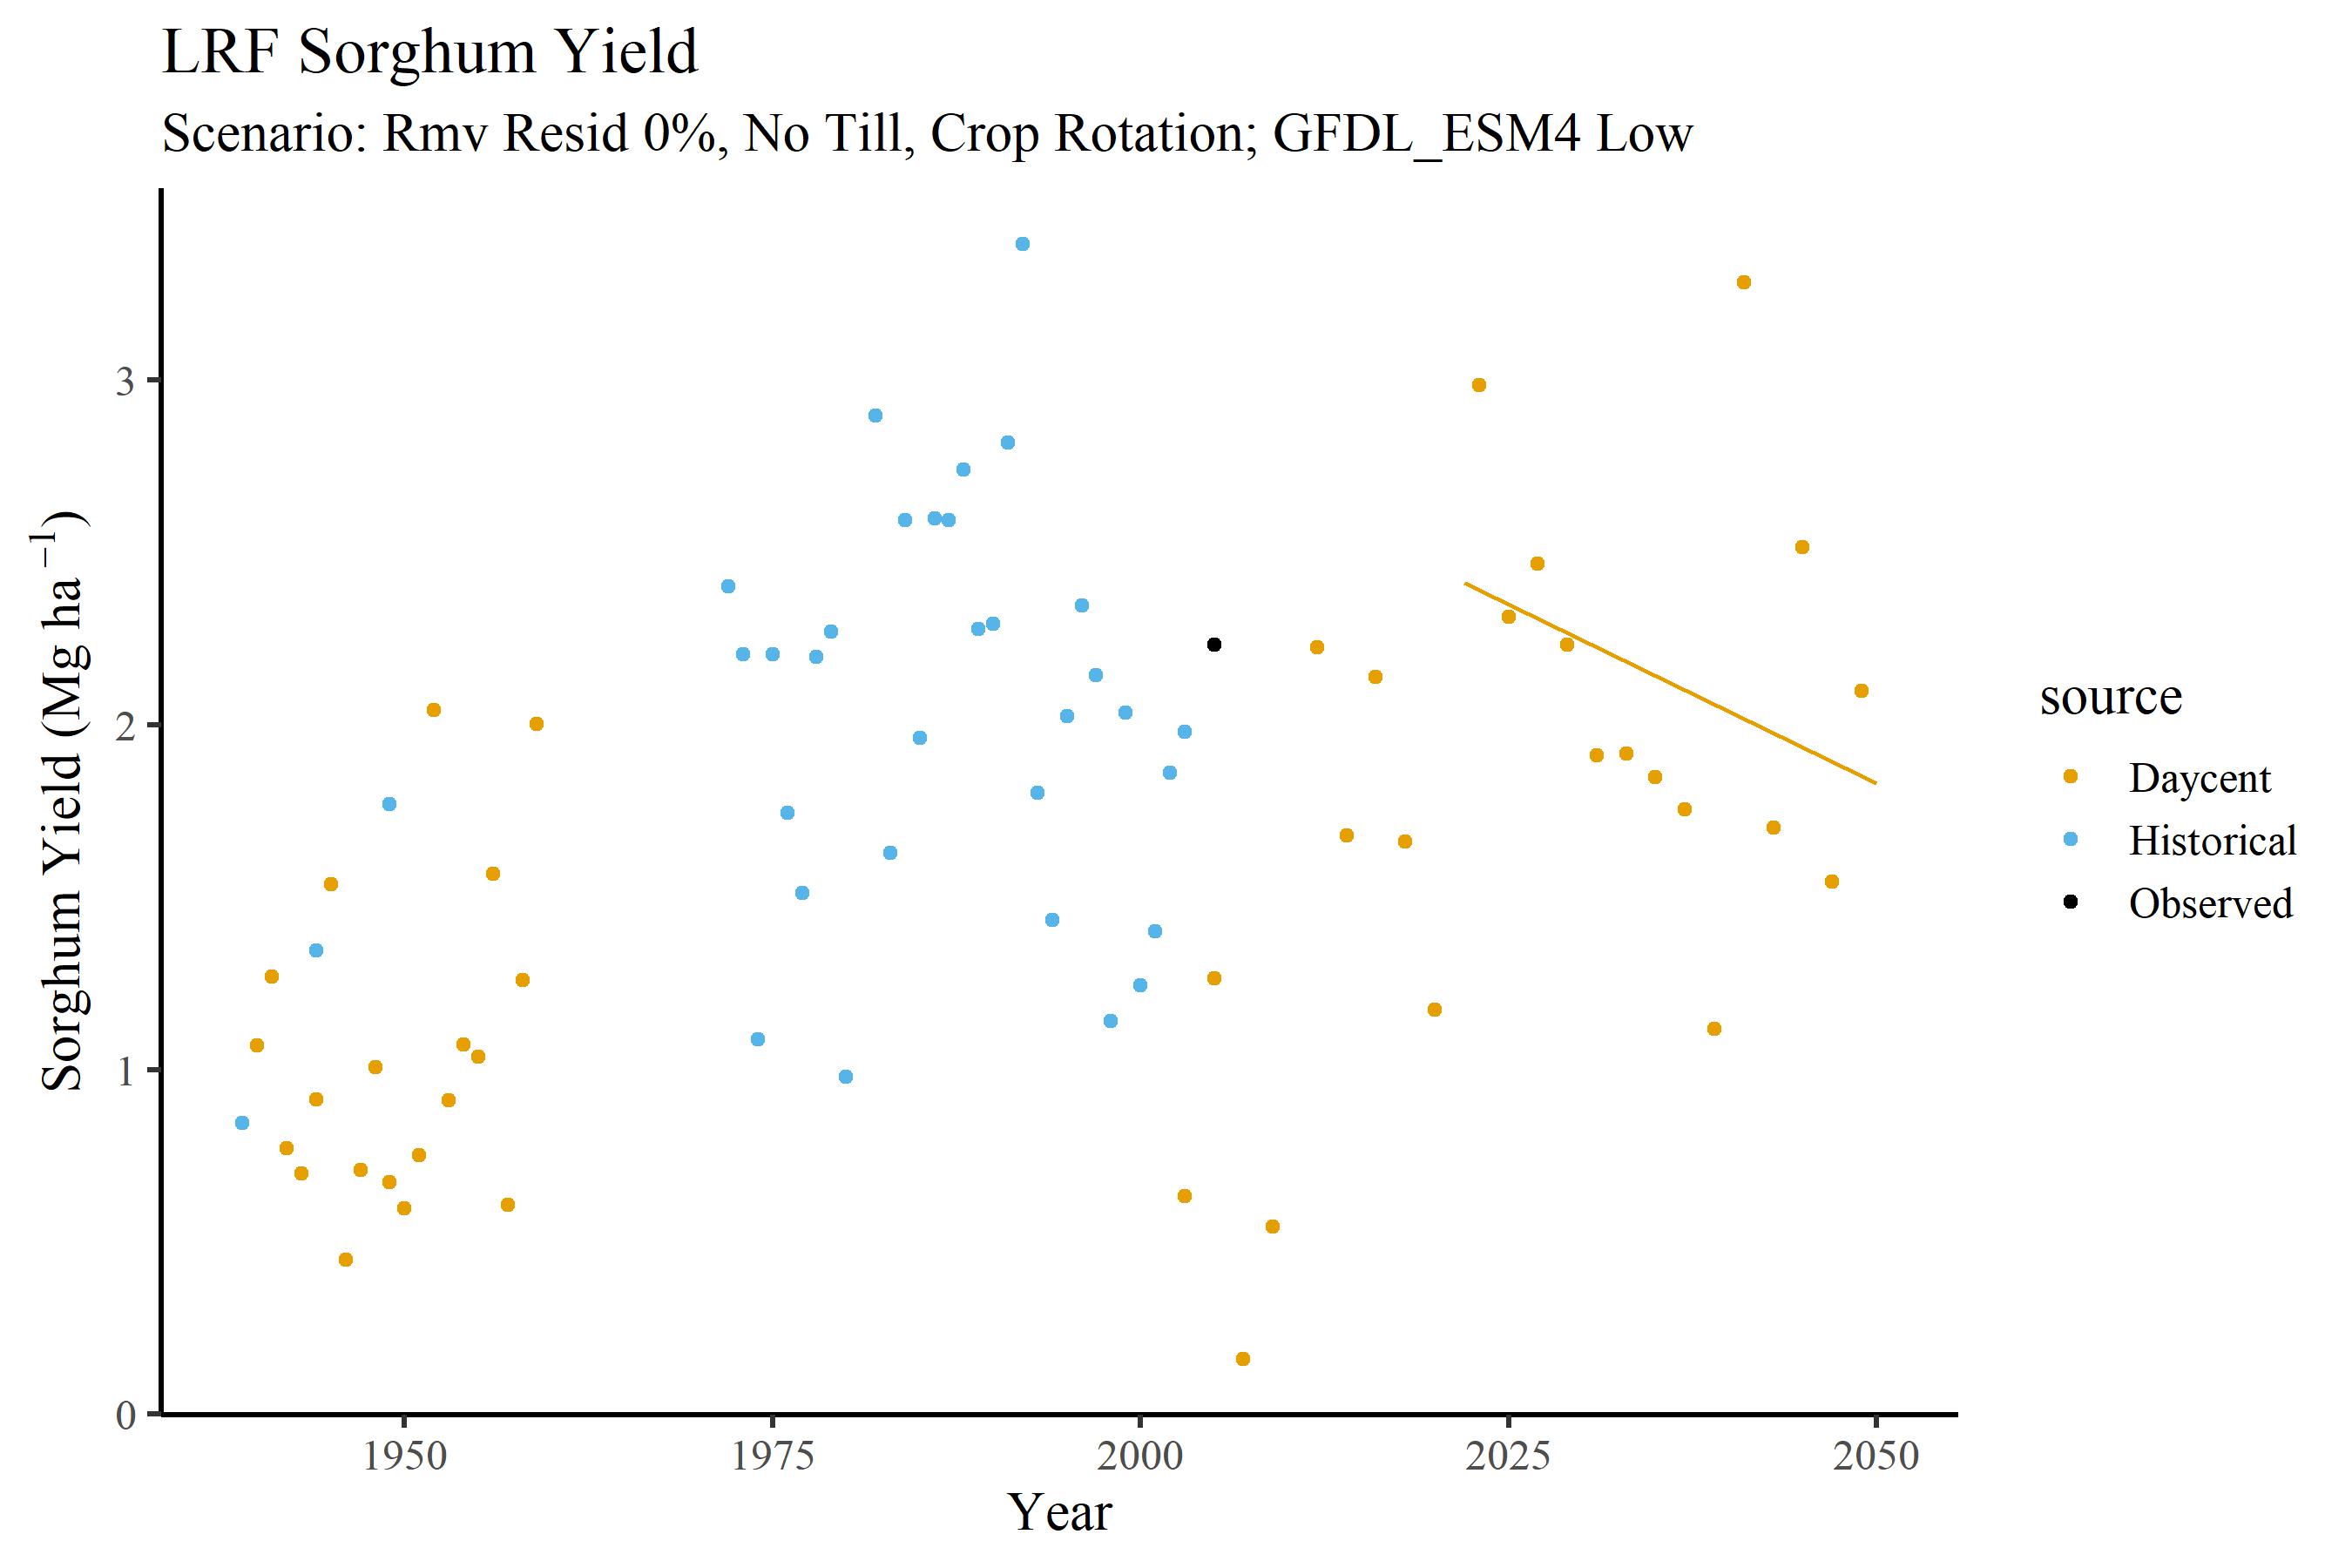 LRF Sorghum Yield
Scenario: Rmv Resid 0%, No Till, Crop Rotation; GFDL_ESM4 Low
Sorghum Yield (Mg ha⁻¹)
3
2
1
0
1950
1975
2000
2025
2050
Year
source
Daycent
Historical
Observed